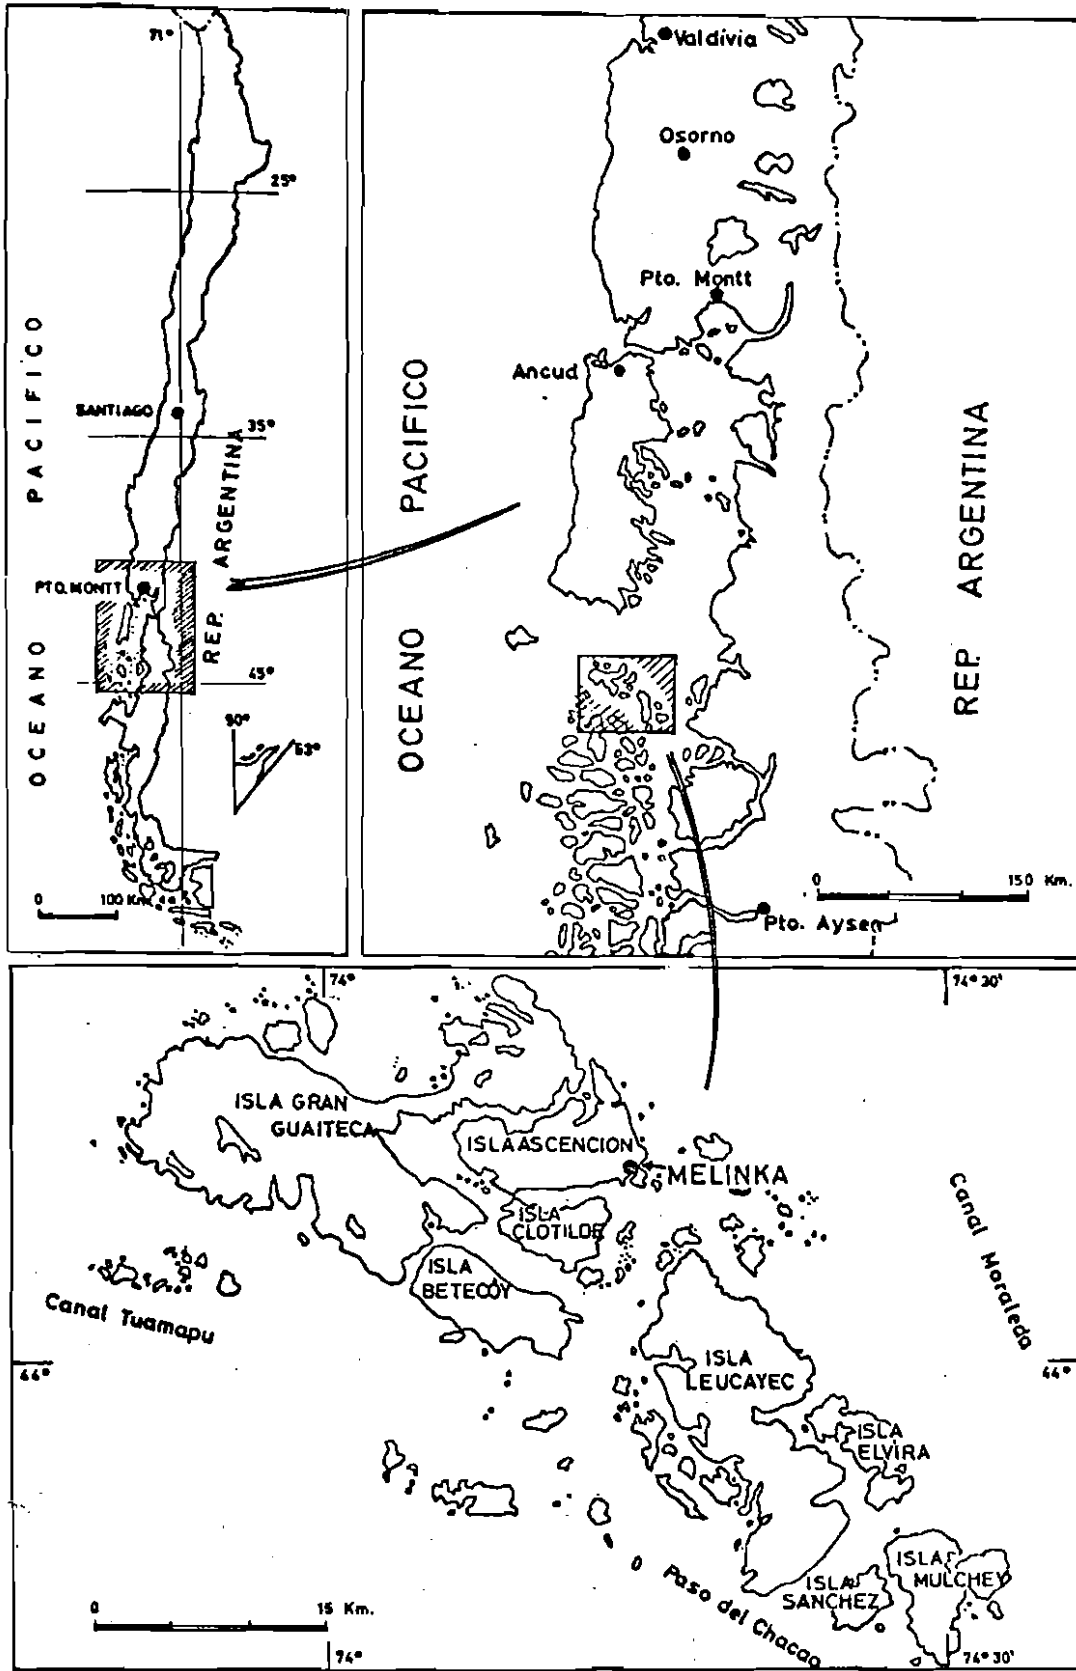 71°
25°
OCEANO PACIFICO
SANTIAGO
35°
REP. ARGENTINA
PTO. MONTT
45°
90°
53°
0 100 Km.
Valdivia
Osorno
Pto. Montt
Ancud
OCEANO PACIFICO
REP. ARGENTINA
0 150 Km.
Pto. Aysen
74°
74° 30'
ISLA GRAN
GUAITECA
ISLA ASCENCION
MELINKA
ISLA
CLOTILDE
ISLA
BETECOY
Canal Moraleda
Canal Tuamapu
44°
44°
ISLA
LEUCAYEC
ISLA
ELVIRA
ISLA
MULCHEY
ISLA
SANCHEZ
Paso del Chacao
0 15 Km.
74°
74° 30'